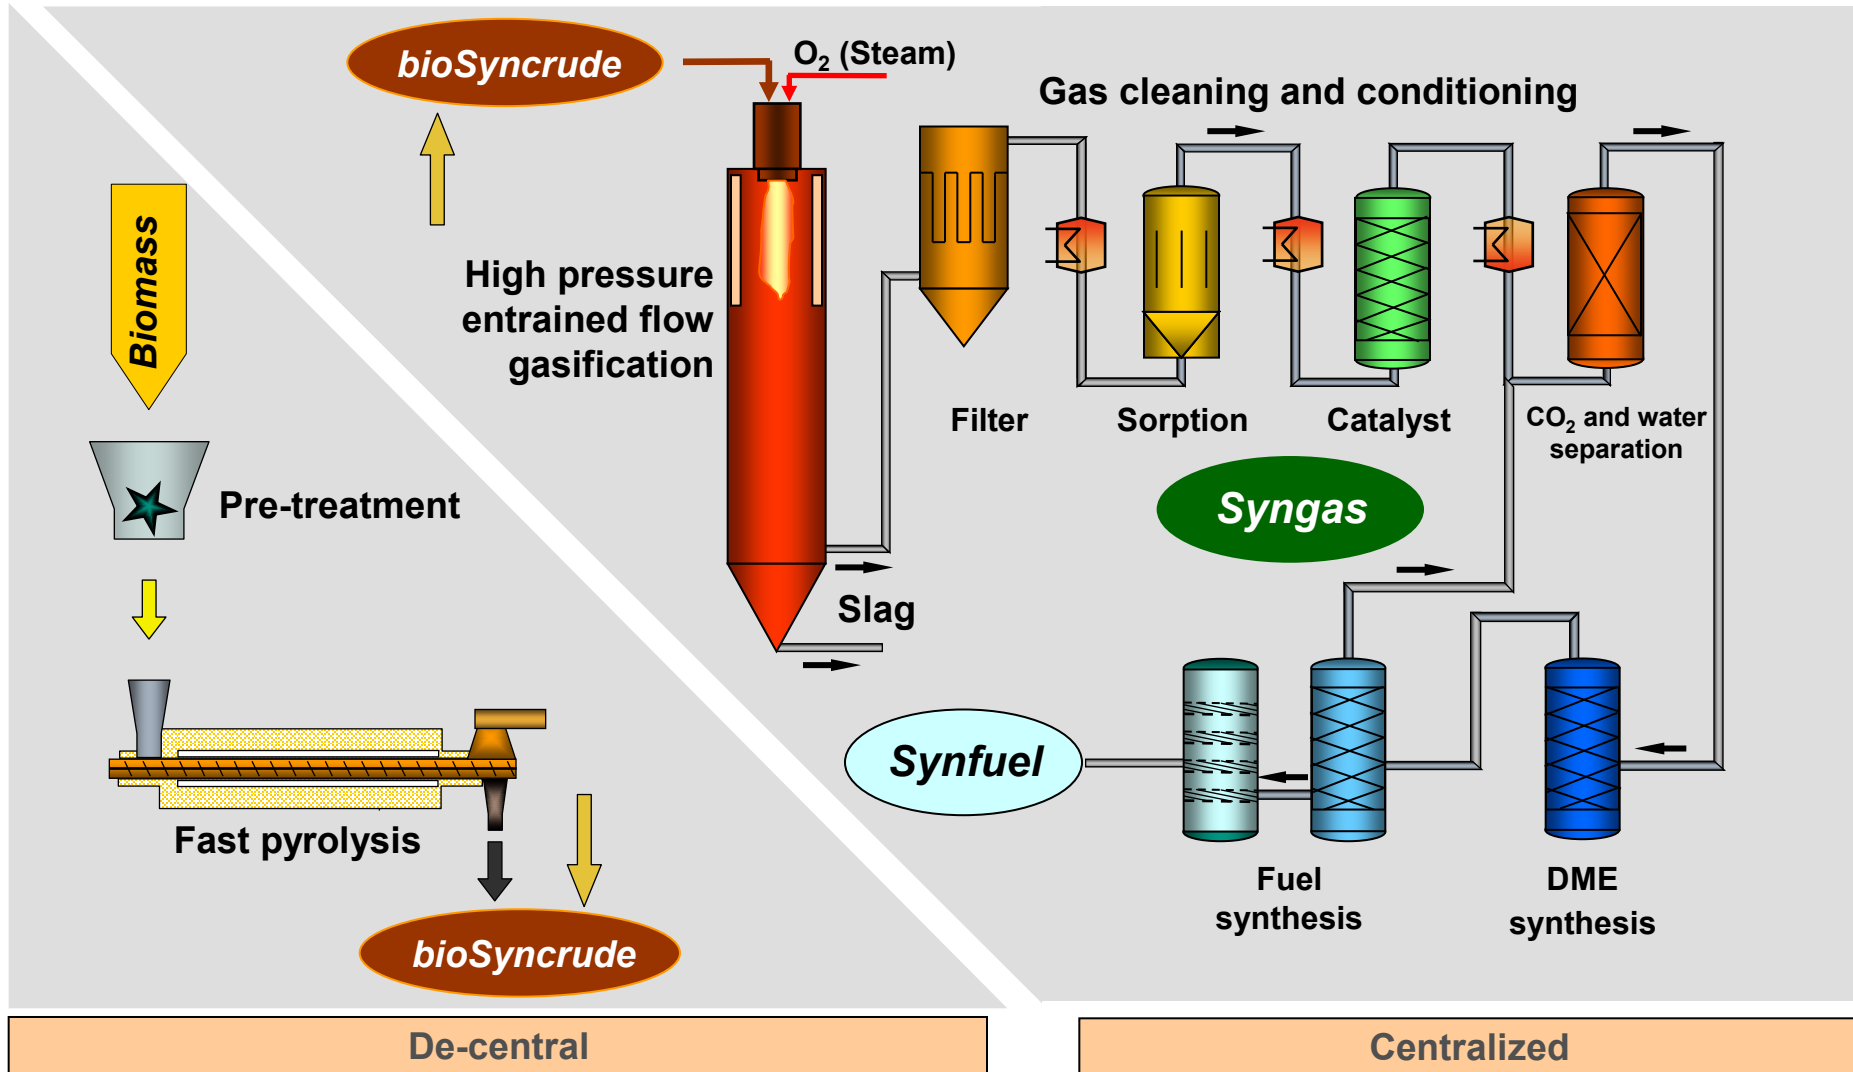 bioSyncrude
O₂ (Steam)
Gas cleaning and conditioning
Biomass
High pressure
entrained flow
gasification
Filter
Sorption
Catalyst
CO₂ and water
separation
Pre-treatment
Syngas
Slag
Synfuel
Fast pyrolysis
Fuel
synthesis
DME
synthesis
bioSyncrude
De-central
Centralized